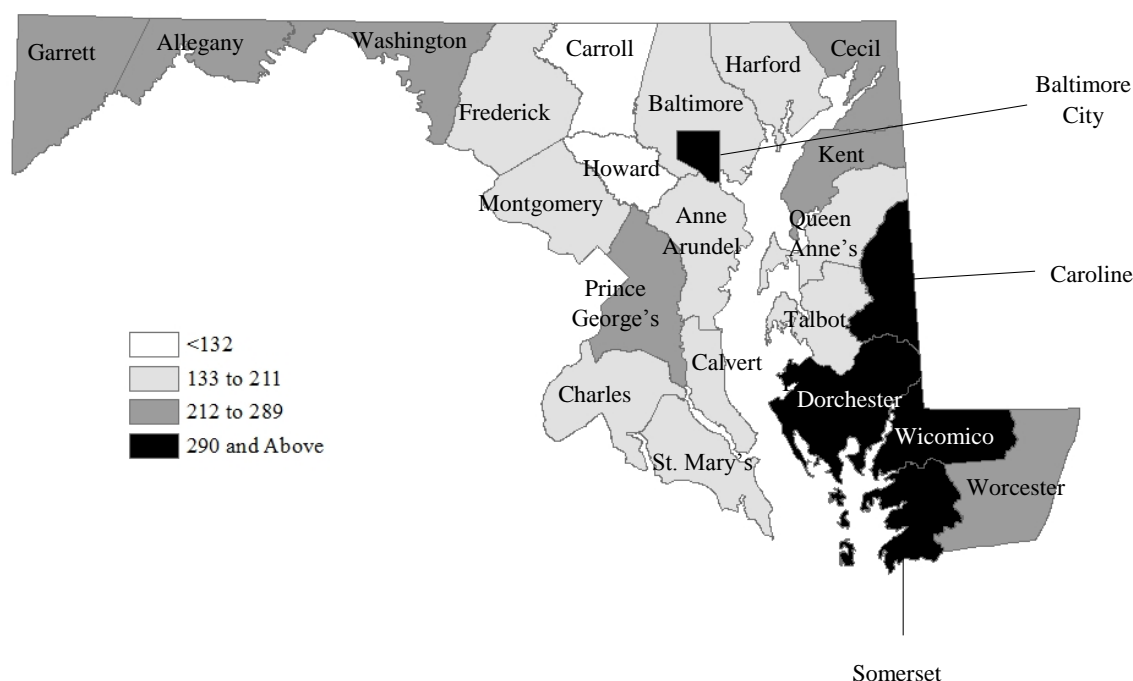 Garrett
Allegany
Washington
Frederick
Carroll
Baltimore
Harford
Cecil
Baltimore
City
Howard
Kent
Montgomery
Anne
Arundel
Queen
Anne's
Caroline
Prince
George's
Talbot
Calvert
Charles
Dorchester
St. Mary's
Wicomico
Worcester
Somerset
<132
133 to 211
212 to 289
290 and Above